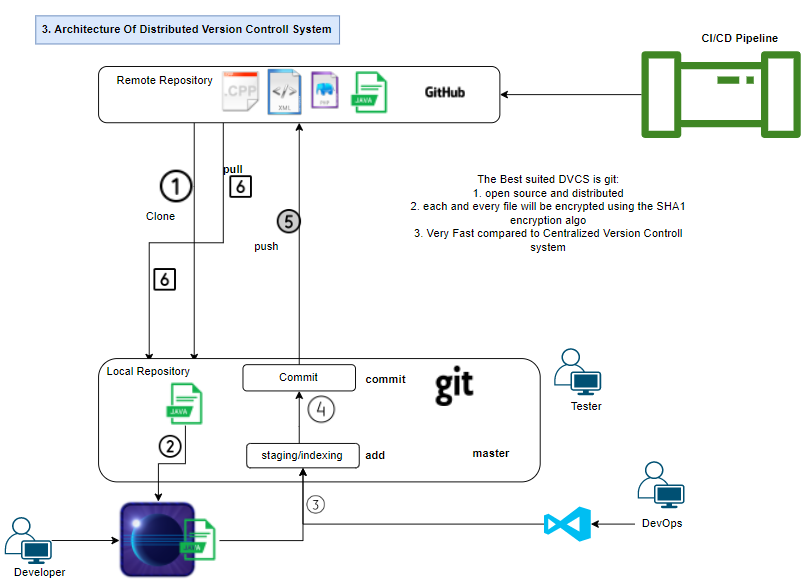 3. Architecture Of Distributed Version Controll System
CI/CD Pipeline
Remote Repository
.CPP
</>
XML
PHP
JAVA
GitHub
pull
6
1
Clone
The Best suited DVCS is git:
1. open source and distributed
2. each and every file will be encrypted using the SHA1
encryption algo
3. Very Fast compared to Centralized Version Controll
system
5
push
6
Local Repository
Commit
commit
git
JAVA
4
Tester
2
staging/indexing
add
master
3
JAVA
DevOps
Developer